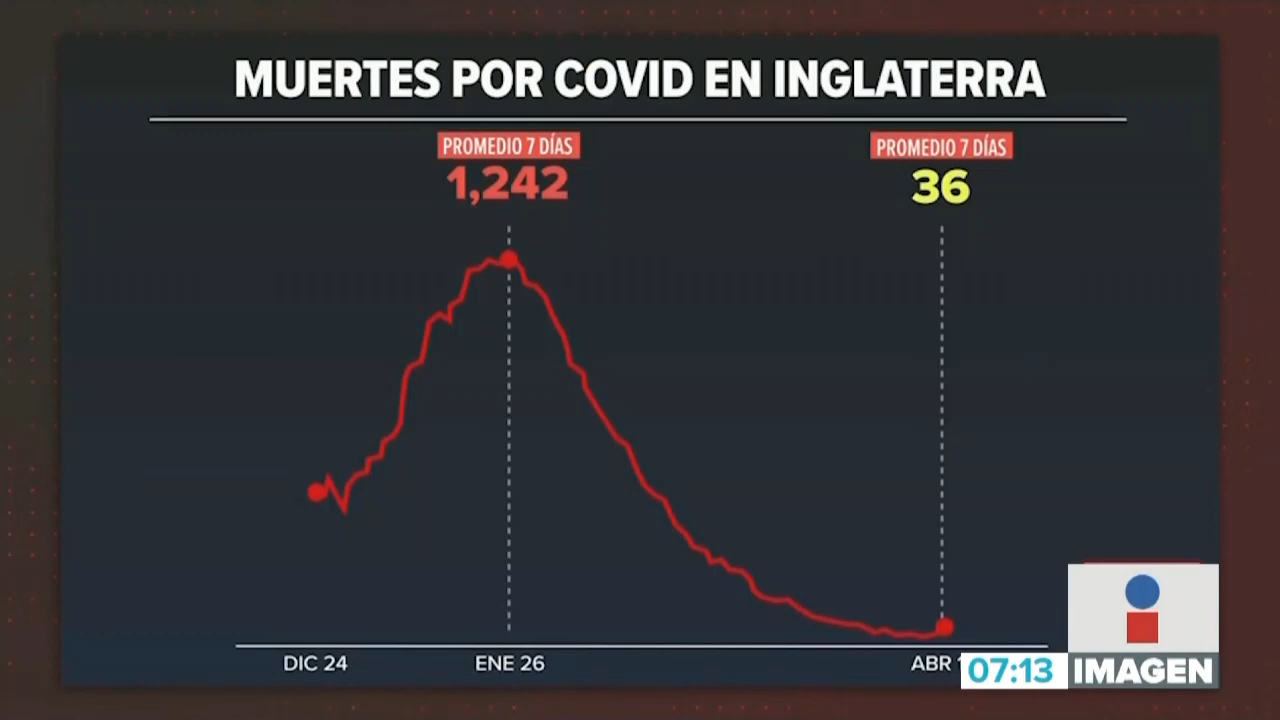 MUERTES POR COVID EN INGLATERRA
PROMEDIO 7 DÍAS
1,242
PROMEDIO 7 DÍAS
36
DIC 24
ENE 26
ABR
07:13
IMAGEN